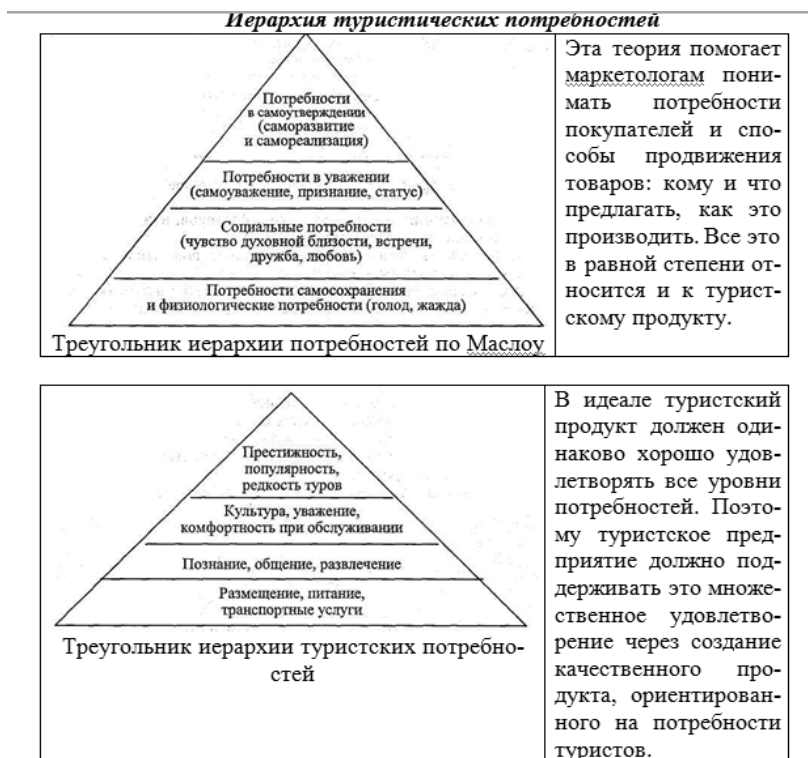 Иерархия туристических потребностей
Потребности
в самоутверждении
(саморазвитие
и самореализация)
Потребности в уважении
(самоуважение, признание, статус)
Социальные потребности
(чувство духовной близости, встречи,
дружба, любовь)
Потребности самосохранения
и физиологические потребности (голод, жажда)
Треугольник иерархии потребностей по Маслоу
Эта теория помогает
маркетологам пони-
мать потребности
покупателей и спо-
собы продвижения
товаров: кому и что
предлагать, как это
производить. Все это
в равной степени от-
носится и к турист-
скому продукту.
Престижность,
популярность,
редкость туров
Культура, уважение,
комфортность при обслуживании
Познание, общение, развлечение
Размещение, питание,
транспортные услуги
Треугольник иерархии туристских потребно-
стей
В идеале туристский
продукт должен оди-
наково хорошо удов-
летворять все уровни
потребностей. Поэто-
му туристское пред-
приятие должно под-
держивать это множе-
ственное удовлетво-
рение через создание
качественного про-
дукта, ориентирован-
ного на потребности
туристов.